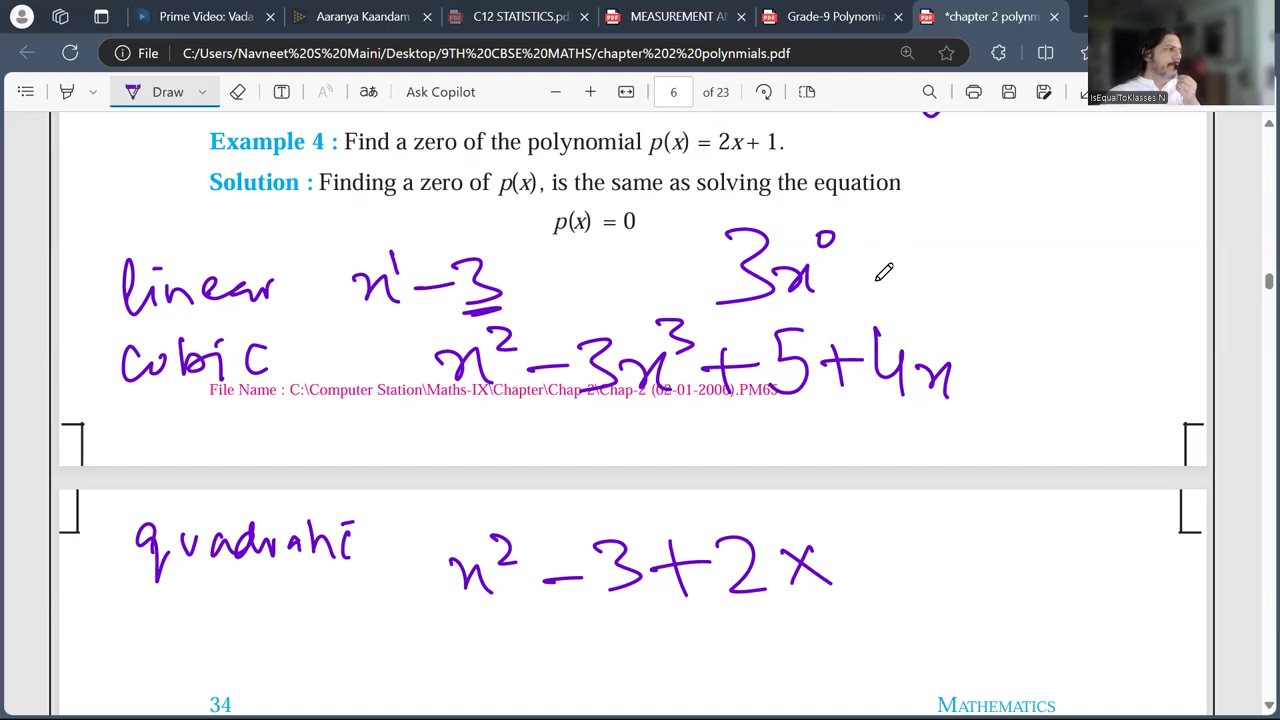 Prime Video: Vada
Aaranya Kaandam
C12 STATISTICS.pd
MEASUREMENT A
Grade-9 Polynomia
*chapter 2 polynm
File
C:/Users/Navneet%20S%20Maini/Desktop/9TH%20CBSE%20MATHS/chapter%202%20polynmials.pdf
IsEqualToKlasses N
Draw
Ask Copilot
6 of 23
Example 4 : Find a zero of the polynomial p(x) = 2x + 1.
Solution : Finding a zero of p(x), is the same as solving the equation
p(x) = 0
linear x¹ – 3 3x⁰
cubic x² – 3x³ + 5 + 4x
File Name : C:\Computer Station\Maths-IX\Chapter\Chap-2\Chap-2 (02-01-2006).PM65
quadratic x² – 3 + 2x
34 MATHEMATICS